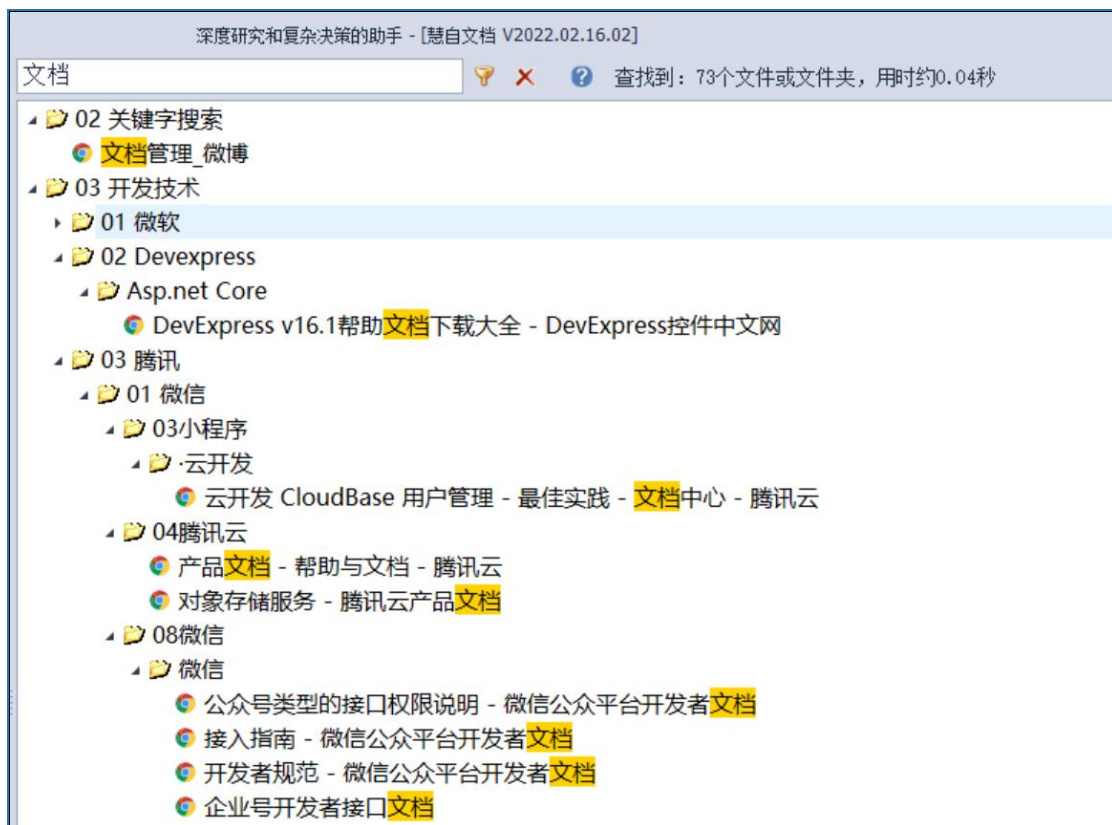 深度研究和复杂决策的助手 - [慧自文档 V2022.02.16.02]
文档 查找到：73个文件或文件夹，用时约0.04秒
02 关键字搜索
文档管理_微博
03 开发技术
01 微软
02 Devexpress
Asp.net Core
DevExpress v16.1帮助文档下载大全 - DevExpress控件中文网
03 腾讯
01 微信
03小程序
·云开发
云开发 CloudBase 用户管理 - 最佳实践 - 文档中心 - 腾讯云
04腾讯云
产品文档 - 帮助与文档 - 腾讯云
对象存储服务 - 腾讯云产品文档
08微信
微信
公众号类型的接口权限说明 - 微信公众平台开发者文档
接入指南 - 微信公众平台开发者文档
开发者规范 - 微信公众平台开发者文档
企业号开发者接口文档